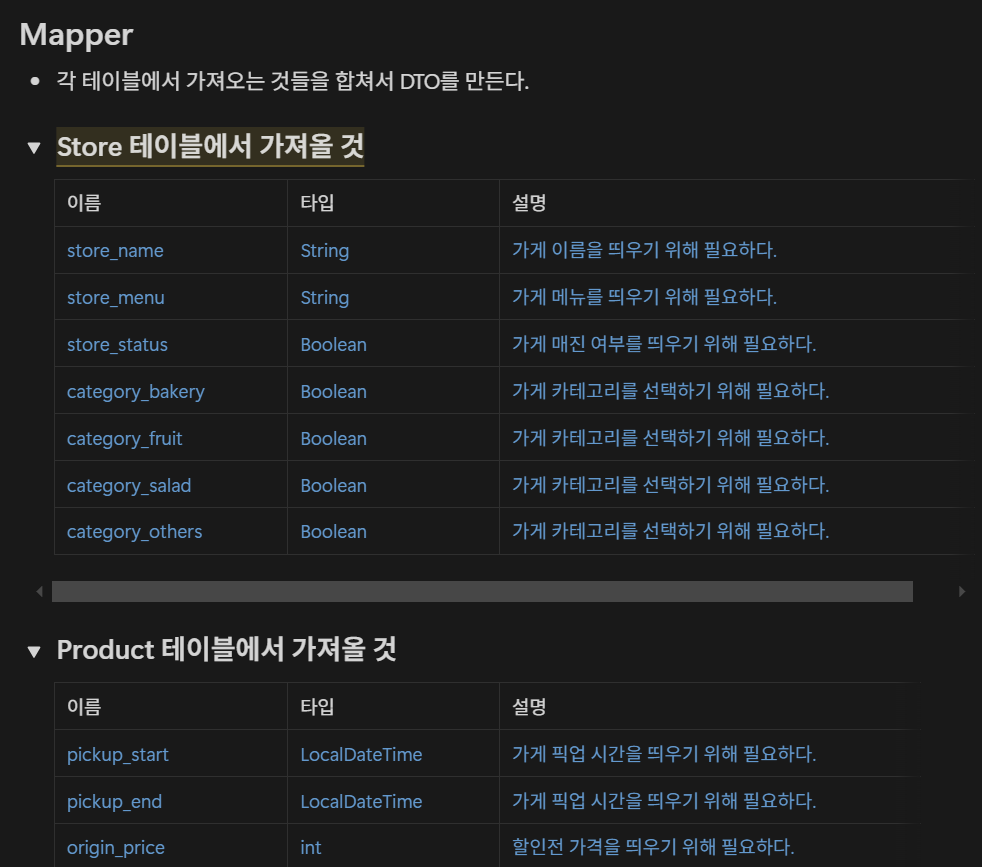 Mapper
• 각 테이블에서 가져오는 것들을 합쳐서 DTO를 만든다.
▼ Store 테이블에서 가져올 것
이름 타입 설명
store_name String 가게 이름을 띄우기 위해 필요하다.
store_menu String 가게 메뉴를 띄우기 위해 필요하다.
store_status Boolean 가게 매진 여부를 띄우기 위해 필요하다.
category_bakery Boolean 가게 카테고리를 선택하기 위해 필요하다.
category_fruit Boolean 가게 카테고리를 선택하기 위해 필요하다.
category_salad Boolean 가게 카테고리를 선택하기 위해 필요하다.
category_others Boolean 가게 카테고리를 선택하기 위해 필요하다.
▼ Product 테이블에서 가져올 것
이름 타입 설명
pickup_start LocalDateTime 가게 픽업 시간을 띄우기 위해 필요하다.
pickup_end LocalDateTime 가게 픽업 시간을 띄우기 위해 필요하다.
origin_price int 할인전 가격을 띄우기 위해 필요하다.